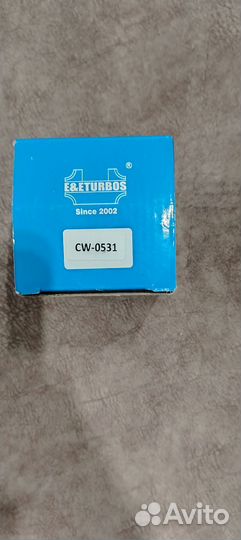 ®
E&ETURBOS
Since 2002
CW-0531
Avito